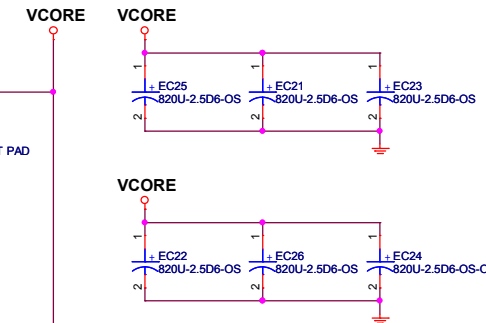 VCORE VCORE
1 1 1
+ EC25 + EC21 + EC23
820U-2.5D6-OS 820U-2.5D6-OS 820U-2.5D6-OS
2 2 2
PAD
VCORE
1 1 1
+ EC22 + EC26 + EC24
820U-2.5D6-OS 820U-2.5D6-OS 820U-2.5D6-OS-
2 2 2